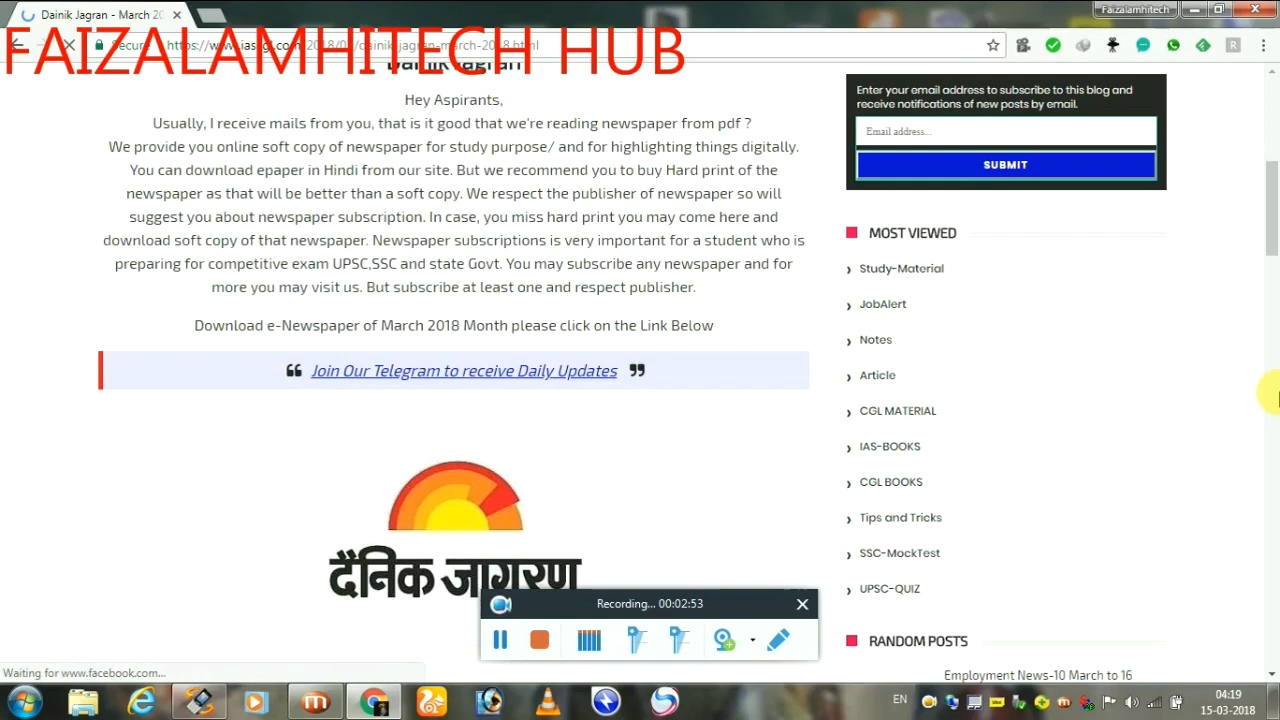 Dainik Jagran - March 20
Faizalamhitech
Secure
2018/0
dainik-jagran-march-2018.html
FAIZALAMHITECH HUB
Dainik Jagran
Hey Aspirants,
Usually, I receive mails from you, that is it good that we're reading newspaper from pdf ?
We provide you online soft copy of newspaper for study purpose/ and for highlighting things digitally.
You can download epaper in Hindi from our site. But we recommend you to buy Hard print of the
newspaper as that will be better than a soft copy. We respect the publisher of newspaper so will
suggest you about newspaper subscription. In case, you miss hard print you may come here and
download soft copy of that newspaper. Newspaper subscriptions is very important for a student who is
preparing for competitive exam UPSC,SSC and state Govt. You may subscribe any newspaper and for
more you may visit us. But subscribe at least one and respect publisher.
Download e-Newspaper of March 2018 Month please click on the Link Below
❝ Join Our Telegram to receive Daily Updates ❞
दैनिक जागरण
Enter your email address to subscribe to this blog and
receive notifications of new posts by email.
Email address...
SUBMIT
MOST VIEWED
Study-Material
JobAlert
Notes
Article
CGL MATERIAL
IAS-BOOKS
CGL BOOKS
Tips and Tricks
SSC-MockTest
UPSC-QUIZ
RANDOM POSTS
Employment News-10 March to 16
Recording... 00:02:53
Waiting for www.facebook.com...
EN
04:19
15-03-2018